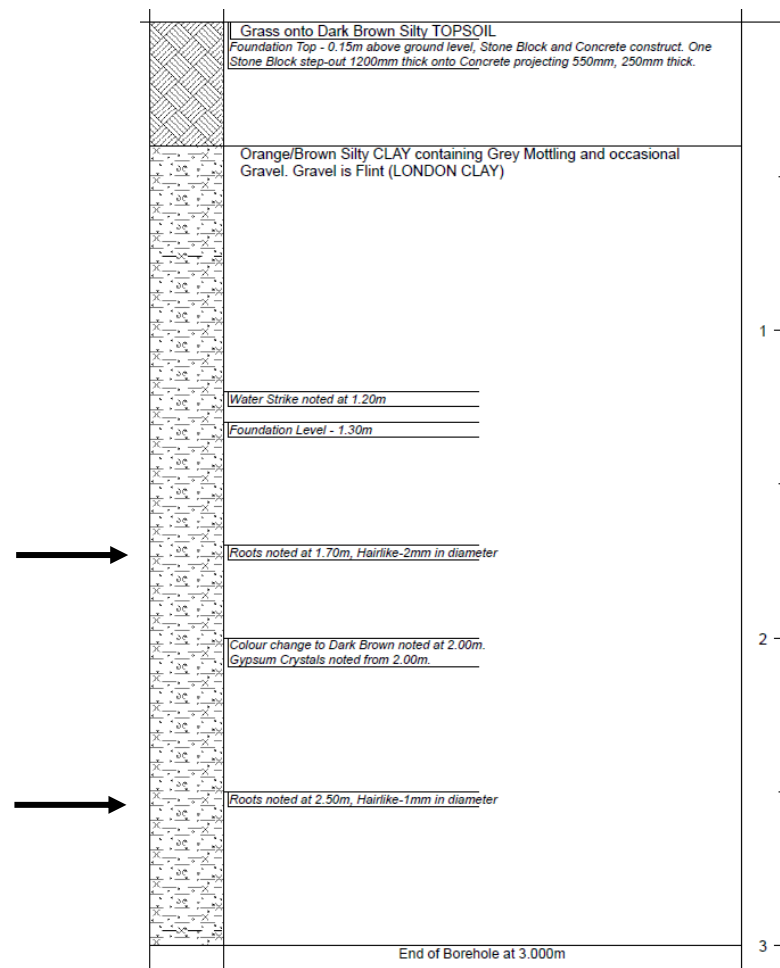 Grass onto Dark Brown Silty TOPSOIL
Foundation Top - 0.15m above ground level, Stone Block and Concrete construct. One
Stone Block step-out 1200mm thick onto Concrete projecting 550mm, 250mm thick.
Orange/Brown Silty CLAY containing Grey Mottling and occasional
Gravel. Gravel is Flint (LONDON CLAY)
1
Water Strike noted at 1.20m
Foundation Level - 1.30m
Roots noted at 1.70m, Hairlike-2mm in diameter
2
Colour change to Dark Brown noted at 2.00m.
Gypsum Crystals noted from 2.00m.
Roots noted at 2.50m, Hairlike-1mm in diameter
3
End of Borehole at 3.000m